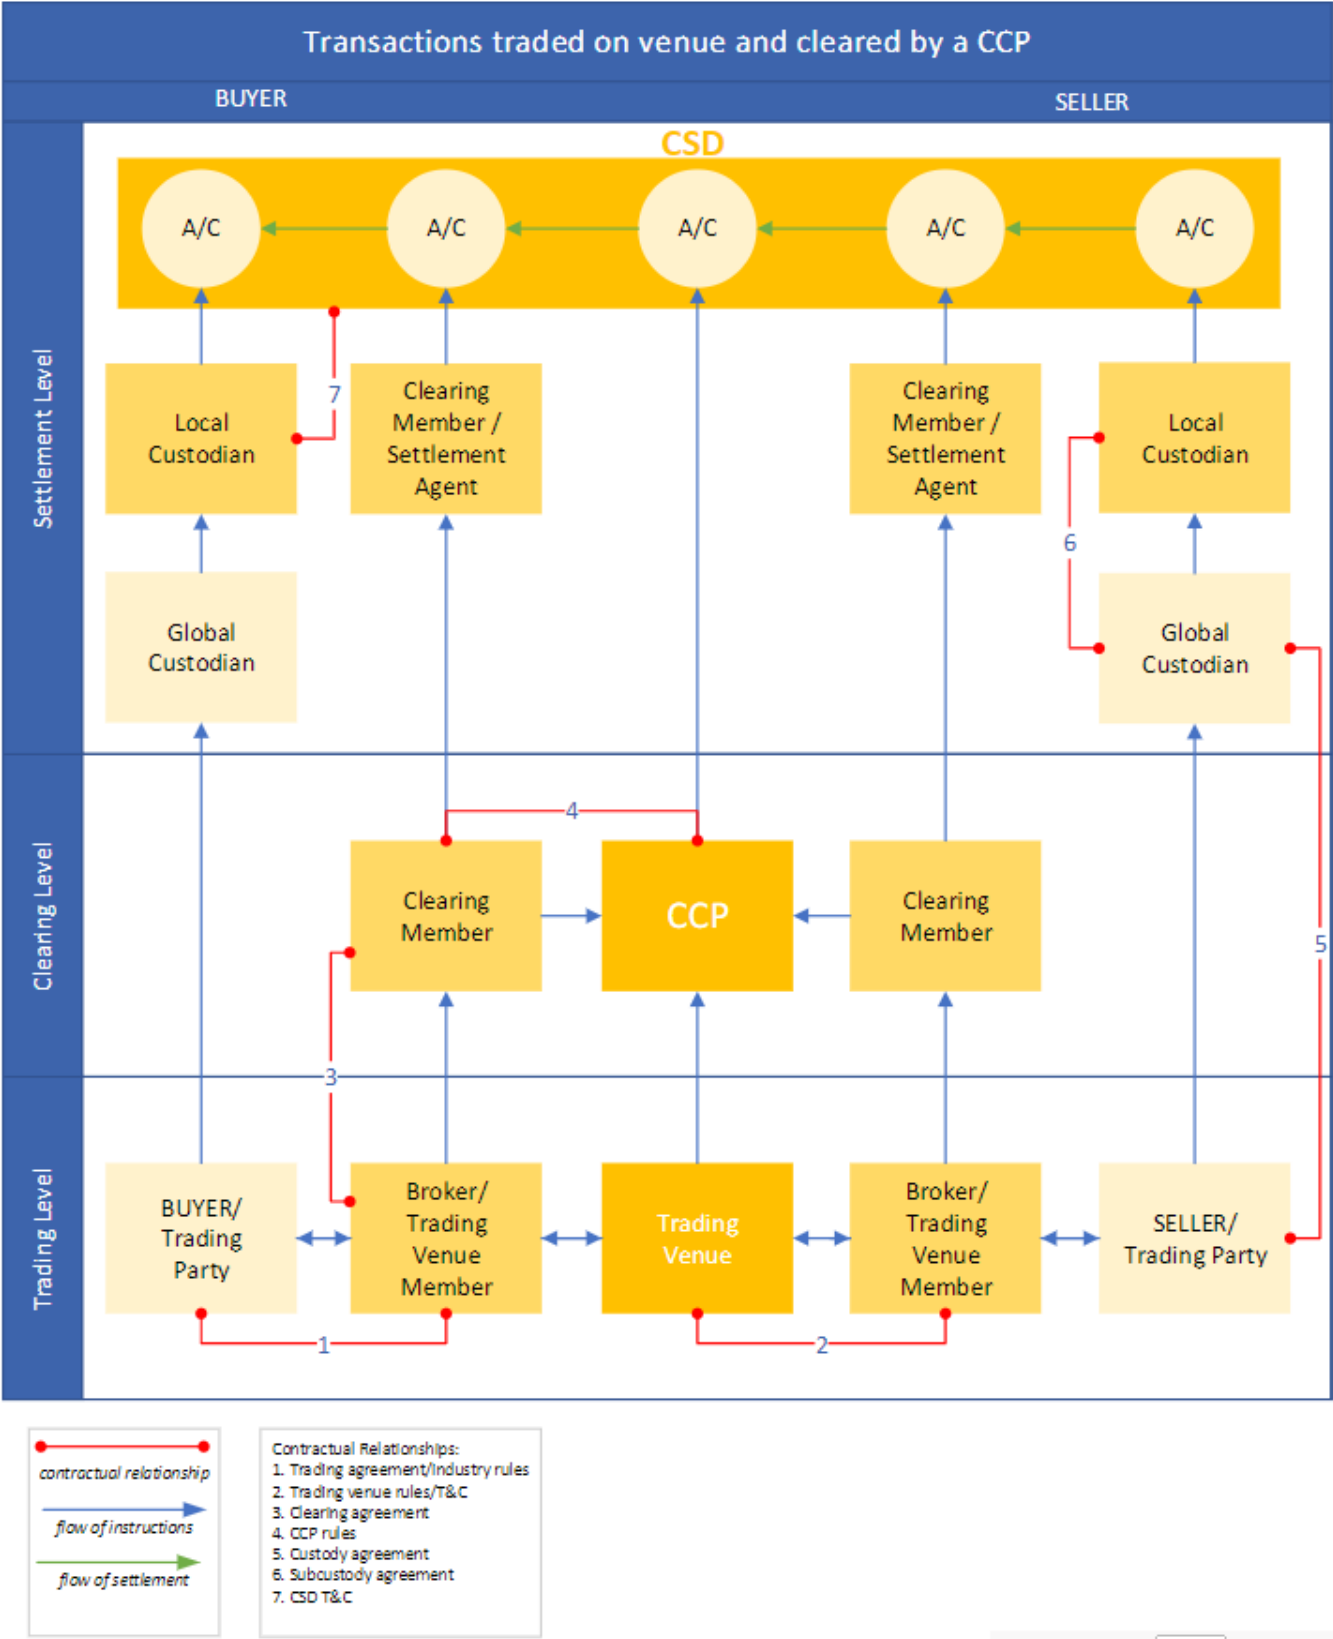 Transactions traded on venue and cleared by a CCP
BUYER
SELLER
CSD
A/C
A/C
A/C
A/C
A/C
Settlement Level
Local
Custodian
7
Clearing
Member /
Settlement
Agent
Clearing
Member /
Settlement
Agent
Local
Custodian
6
Global
Custodian
Global
Custodian
Clearing Level
4
Clearing
Member
CCP
Clearing
Member
5
3
Trading Level
BUYER/
Trading
Party
Broker/
Trading
Venue
Member
Trading
Venue
Broker/
Trading
Venue
Member
SELLER/
Trading Party
1
2
contractual relationship
flow of instructions
flow of settlement
Contractual Relationships:
1. Trading agreement/Industry rules
2. Trading venue rules/T&C
3. Clearing agreement
4. CCP rules
5. Custody agreement
6. Subcustody agreement
7. CSD T&C